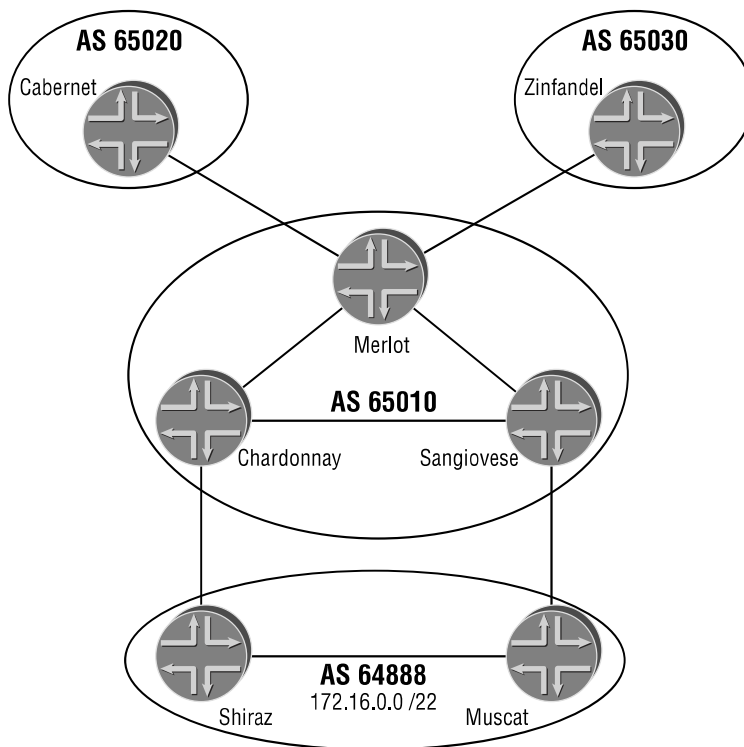 AS 65020
Cabernet
AS 65030
Zinfandel
Merlot
AS 65010
Chardonnay
Sangiovese
AS 64888
172.16.0.0 /22
Shiraz
Muscat